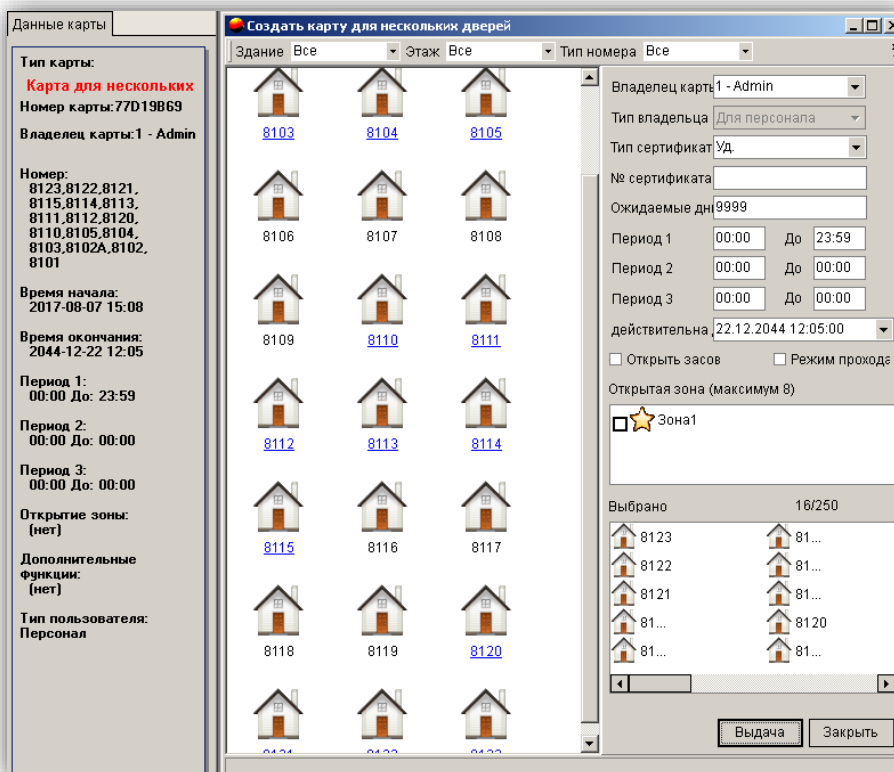 Данные карты
Тип карты:
Карта для нескольких
Номер карты:77D19B69
Владелец карты:1 - Admin
Номер:
8123,8122,8121,
8115,8114,8113,
8111,8112,8120,
8110,8105,8104,
8103,8102A,8102,
8101
Время начала:
2017-08-07 15:08
Время окончания:
2044-12-22 12:05
Период 1:
00:00 До: 23:59
Период 2:
00:00 До: 00:00
Период 3:
00:00 До: 00:00
Открытие зоны:
(нет)
Дополнительные
функции:
(нет)
Тип пользователя:
Персонал
Создать карту для нескольких дверей
Здание Все Этаж Все Тип номера Все
8103 8104 8105
8106 8107 8108
8109 8110 8111
8112 8113 8114
8115 8116 8117
8118 8119 8120
8121 8122 8123
Владелец карть 1 - Admin
Тип владельца Для персонала
Тип сертификат Уд.
№ сертификата
Ожидаемые дни 9999
Период 1 00:00 До 23:59
Период 2 00:00 До 00:00
Период 3 00:00 До 00:00
действительна 22.12.2044 12:05:00
Открыть засов Режим прохода
Открытая зона (максимум 8)
Зона1
Выбрано 16/250
8123 81...
8122 81...
8121 81...
81... 8120
81... 81...
Выдача Закрыть